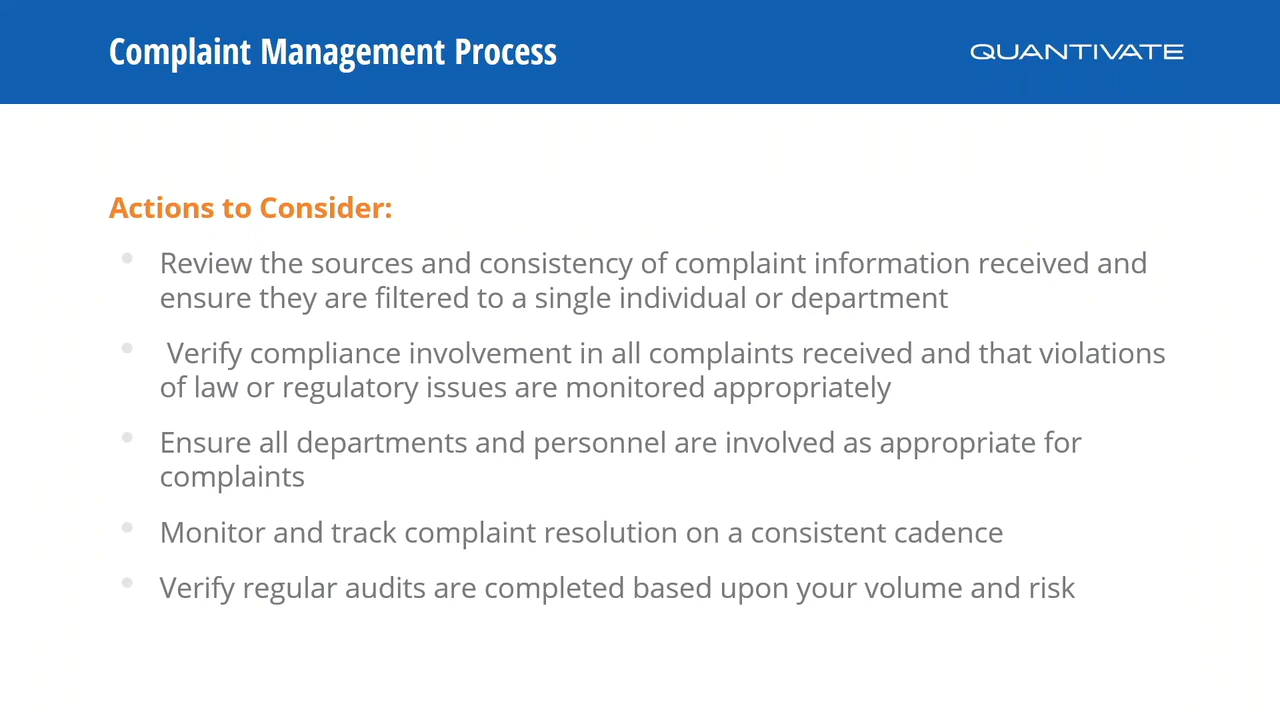 Complaint Management Process
QUANTIVATE
Actions to Consider:
• Review the sources and consistency of complaint information received and
ensure they are filtered to a single individual or department
• Verify compliance involvement in all complaints received and that violations
of law or regulatory issues are monitored appropriately
• Ensure all departments and personnel are involved as appropriate for
complaints
• Monitor and track complaint resolution on a consistent cadence
• Verify regular audits are completed based upon your volume and risk